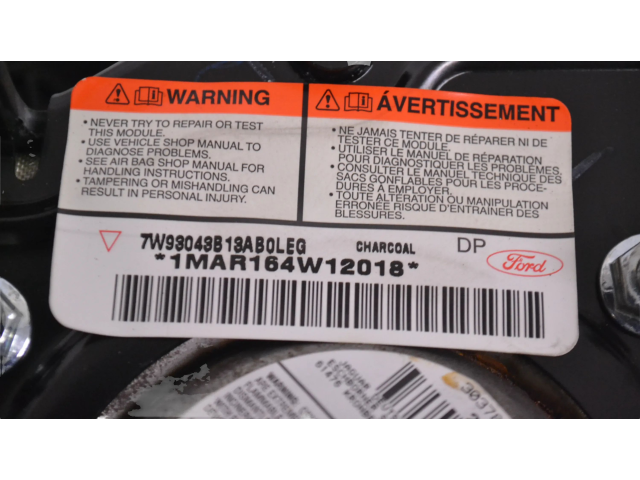 WARNING
• NEVER TRY TO REPAIR OR TEST
THIS MODULE.
• USE VEHICLE SHOP MANUAL TO
DIAGNOSE PROBLEMS.
• SEE AIR BAG SHOP MANUAL FOR
HANDLING INSTRUCTIONS.
• TAMPERING OR MISHANDLING CAN
RESULT IN PERSONAL INJURY.
ÁVERTISSEMENT
• NE JAMAIS TENTER DE RÉPARER NI DE
TESTER CE MODULE.
• UTILISER LE MANUEL DE RÉPARATION
POUR DIAGNOSTIQUER LES PROBLÈMES.
• CONSULTER LE MANUEL TECHNIQUE DES
SACS GONFLABLES POUR LES PROCE-
DURES À EMPLOYER.
• TOUTE ALTÉRATION OU MANIPULATION
ERRONÉE RISQUE D'ENTRAÎNER DES
BLESSURES.
7W93043B13AB0LEG CHARCOAL DP Ford
*1MAR164W12018*
JAGUAR
WARNING: